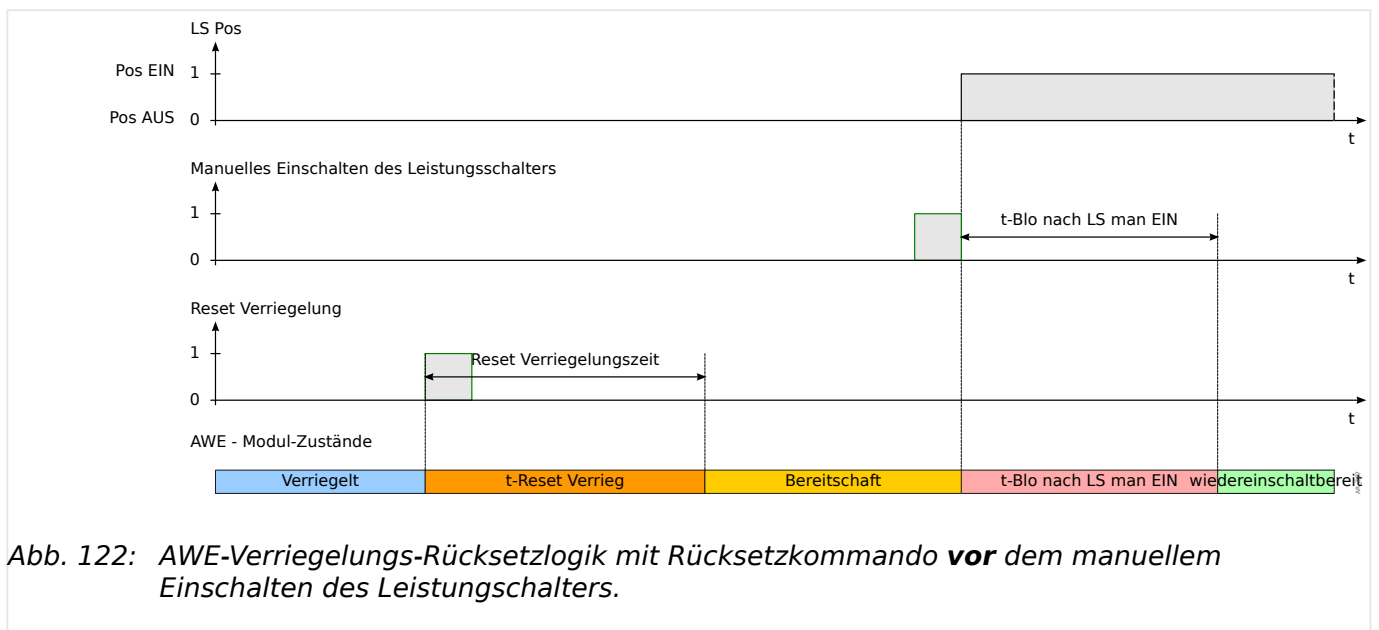 LS Pos
Pos EIN 1
Pos AUS 0
t
Manuelles Einschalten des Leistungsschalters
1
t-Blo nach LS man EIN
0
t
Reset Verriegelung
1
Reset Verriegelungszeit
0
t
AWE - Modul-Zustände
Verriegelt t-Reset Verrieg Bereitschaft t-Blo nach LS man EIN wiedereinschaltbereit
Abb. 122: AWE-Verriegelungs-Rücksetzlogik mit Rücksetzkommando vor dem manuellem
Einschalten des Leistungschalters.